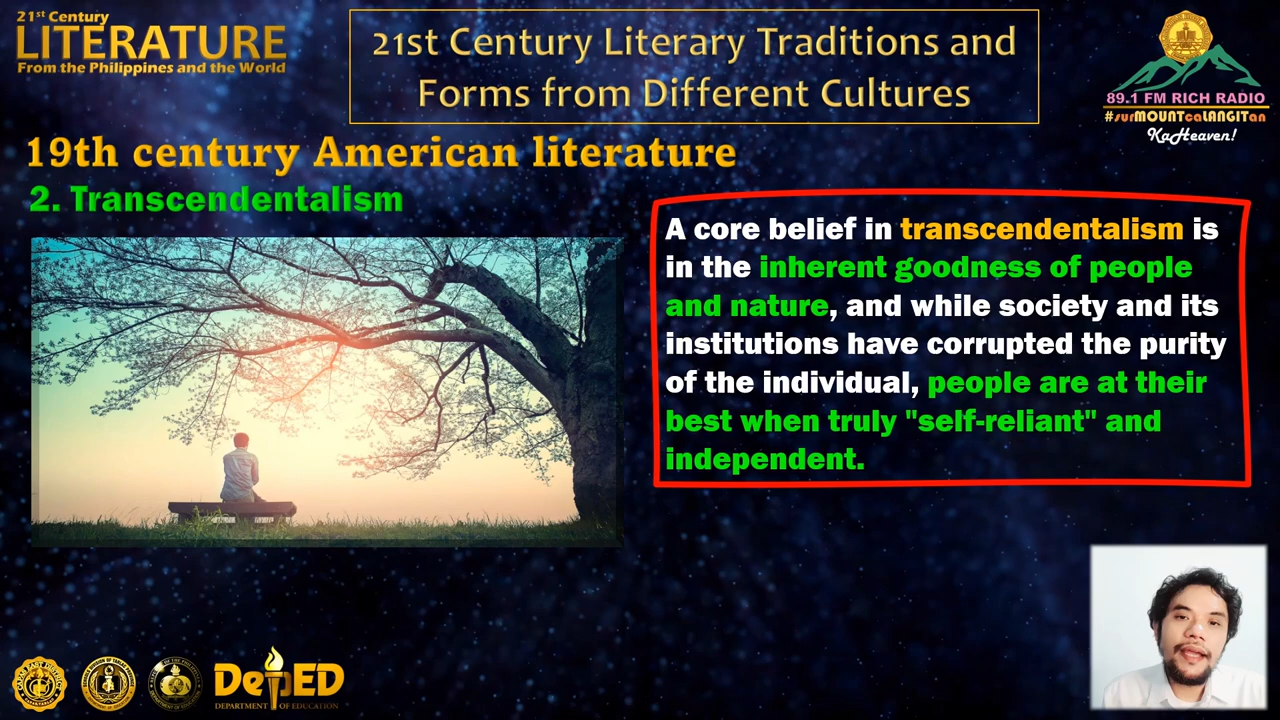 21st Century
LITERATURE
From the Philippines and the World
21st Century Literary Traditions and
Forms from Different Cultures
89.1 FM RICH RADIO
#surMOUNTcaLANGITan
KaHeaven!
19th century American literature
2. Transcendentalism
A core belief in transcendentalism is
in the inherent goodness of people
and nature, and while society and its
institutions have corrupted the purity
of the individual, people are at their
best when truly "self-reliant" and
independent.
DepED
DEPARTMENT OF EDUCATION